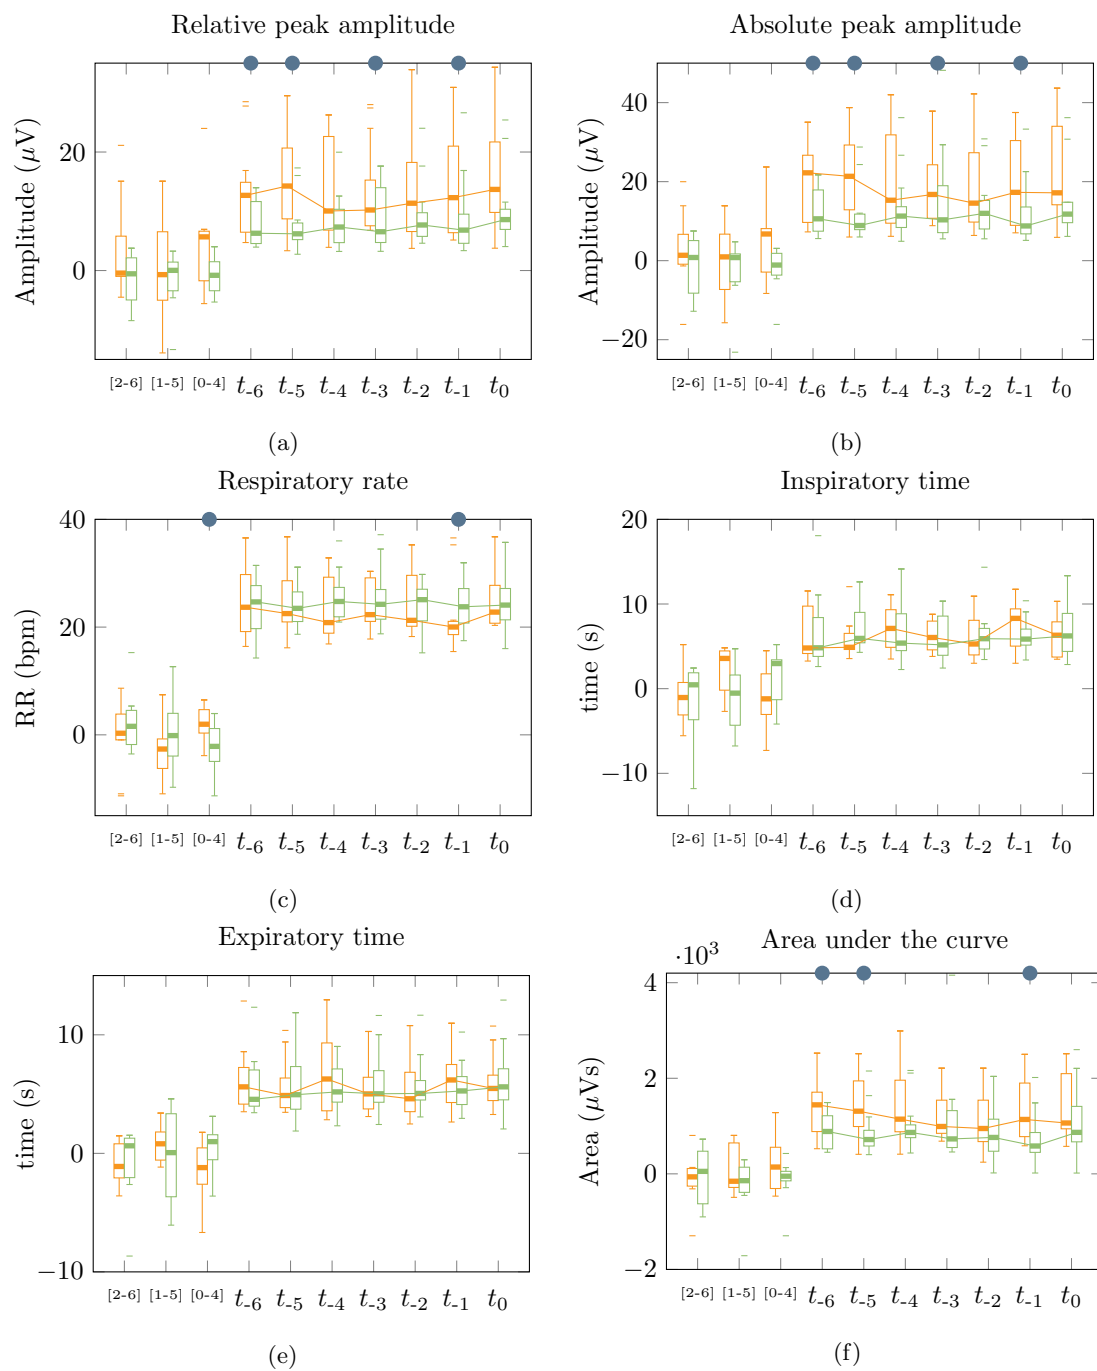 Relative peak amplitude
Amplitude (μV)
20
0
[2-6] [1-5] [0-4] t-6 t-5 t-4 t-3 t-2 t-1 t0
(a)
Absolute peak amplitude
Amplitude (μV)
40
20
0
−20
[2-6] [1-5] [0-4] t-6 t-5 t-4 t-3 t-2 t-1 t0
(b)
Respiratory rate
RR (bpm)
40
20
0
[2-6] [1-5] [0-4] t-6 t-5 t-4 t-3 t-2 t-1 t0
(c)
Inspiratory time
time (s)
20
10
0
−10
[2-6] [1-5] [0-4] t-6 t-5 t-4 t-3 t-2 t-1 t0
(d)
Expiratory time
time (s)
10
0
−10
[2-6] [1-5] [0-4] t-6 t-5 t-4 t-3 t-2 t-1 t0
(e)
Area under the curve
·10³
Area (μVs)
4
2
0
−2
[2-6] [1-5] [0-4] t-6 t-5 t-4 t-3 t-2 t-1 t0
(f)